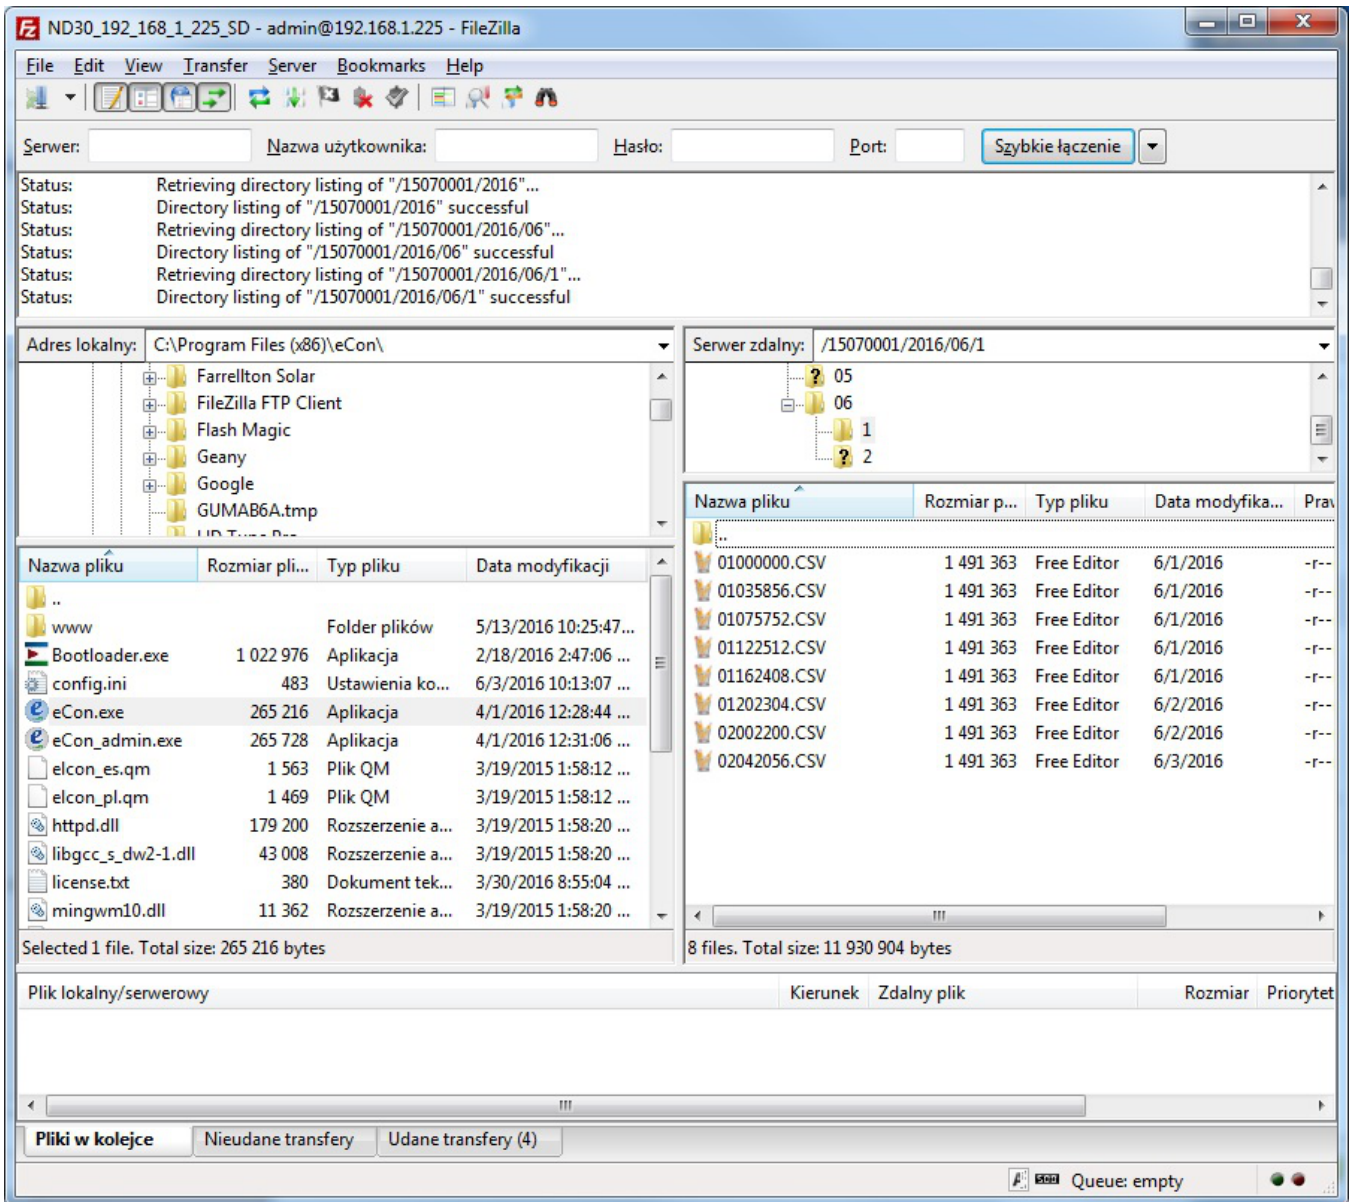 ND30_192_168_1_225_SD - admin@192.168.1.225 - FileZilla
File Edit View Transfer Server Bookmarks Help
Serwer: Nazwa użytkownika: Hasło: Port: Szybkie łączenie
Status: Retrieving directory listing of "/15070001/2016"...
Status: Directory listing of "/15070001/2016" successful
Status: Retrieving directory listing of "/15070001/2016/06"...
Status: Directory listing of "/15070001/2016/06" successful
Status: Retrieving directory listing of "/15070001/2016/06/1"...
Status: Directory listing of "/15070001/2016/06/1" successful
Adres lokalny: C:\Program Files (x86)\eCon\
Farrellton Solar
FileZilla FTP Client
Flash Magic
Geany
Google
GUMAB6A.tmp
Nazwa pliku Rozmiar pli... Typ pliku Data modyfikacji
..
www Folder plików 5/13/2016 10:25:47...
Bootloader.exe 1 022 976 Aplikacja 2/18/2016 2:47:06 ...
config.ini 483 Ustawienia ko... 6/3/2016 10:13:07 ...
eCon.exe 265 216 Aplikacja 4/1/2016 12:28:44 ...
eCon_admin.exe 265 728 Aplikacja 4/1/2016 12:31:06 ...
elcon_es.qm 1 563 Plik QM 3/19/2015 1:58:12 ...
elcon_pl.qm 1 469 Plik QM 3/19/2015 1:58:12 ...
httpd.dll 179 200 Rozszerzenie a... 3/19/2015 1:58:20 ...
libgcc_s_dw2-1.dll 43 008 Rozszerzenie a... 3/19/2015 1:58:20 ...
license.txt 380 Dokument tek... 3/30/2016 8:55:04 ...
mingwm10.dll 11 362 Rozszerzenie a... 3/19/2015 1:58:20 ...
Selected 1 file. Total size: 265 216 bytes
Serwer zdalny: /15070001/2016/06/1
05
06
1
2
Nazwa pliku Rozmiar p... Typ pliku Data modyfika... Praw
..
01000000.CSV 1 491 363 Free Editor 6/1/2016 -r--
01035856.CSV 1 491 363 Free Editor 6/1/2016 -r--
01075752.CSV 1 491 363 Free Editor 6/1/2016 -r--
01122512.CSV 1 491 363 Free Editor 6/1/2016 -r--
01162408.CSV 1 491 363 Free Editor 6/1/2016 -r--
01202304.CSV 1 491 363 Free Editor 6/2/2016 -r--
02002200.CSV 1 491 363 Free Editor 6/2/2016 -r--
02042056.CSV 1 491 363 Free Editor 6/3/2016 -r--
8 files. Total size: 11 930 904 bytes
Plik lokalny/serwerowy Kierunek Zdalny plik Rozmiar Priorytet
Pliki w kolejce Nieudane transfery Udane transfery (4)
Queue: empty